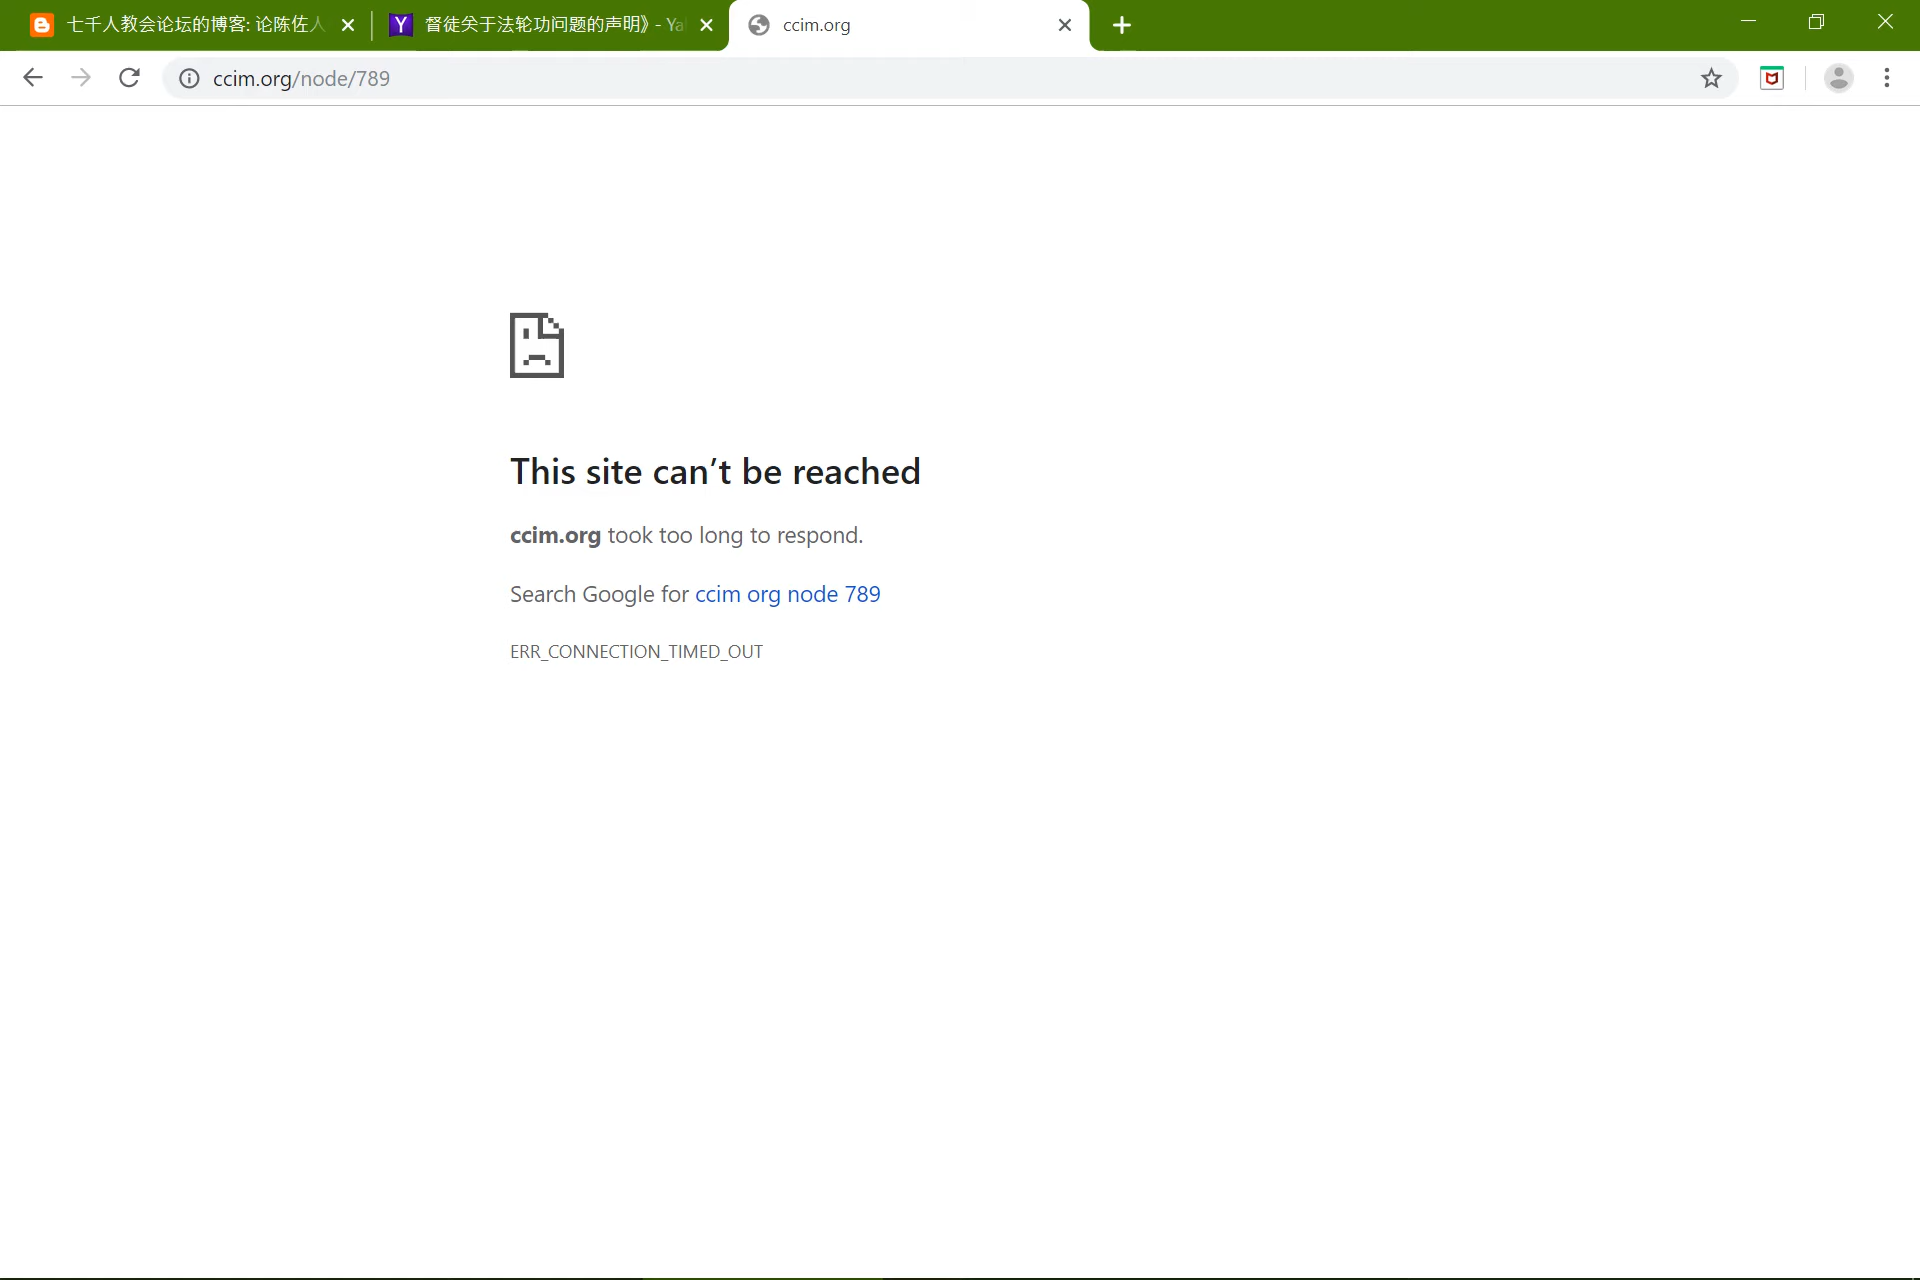 七千人教会论坛的博客: 论陈佐人
督徒关于法轮功问题的声明》- Ya
ccim.org
ccim.org/node/789
This site can’t be reached
ccim.org took too long to respond.
Search Google for ccim org node 789
ERR_CONNECTION_TIMED_OUT